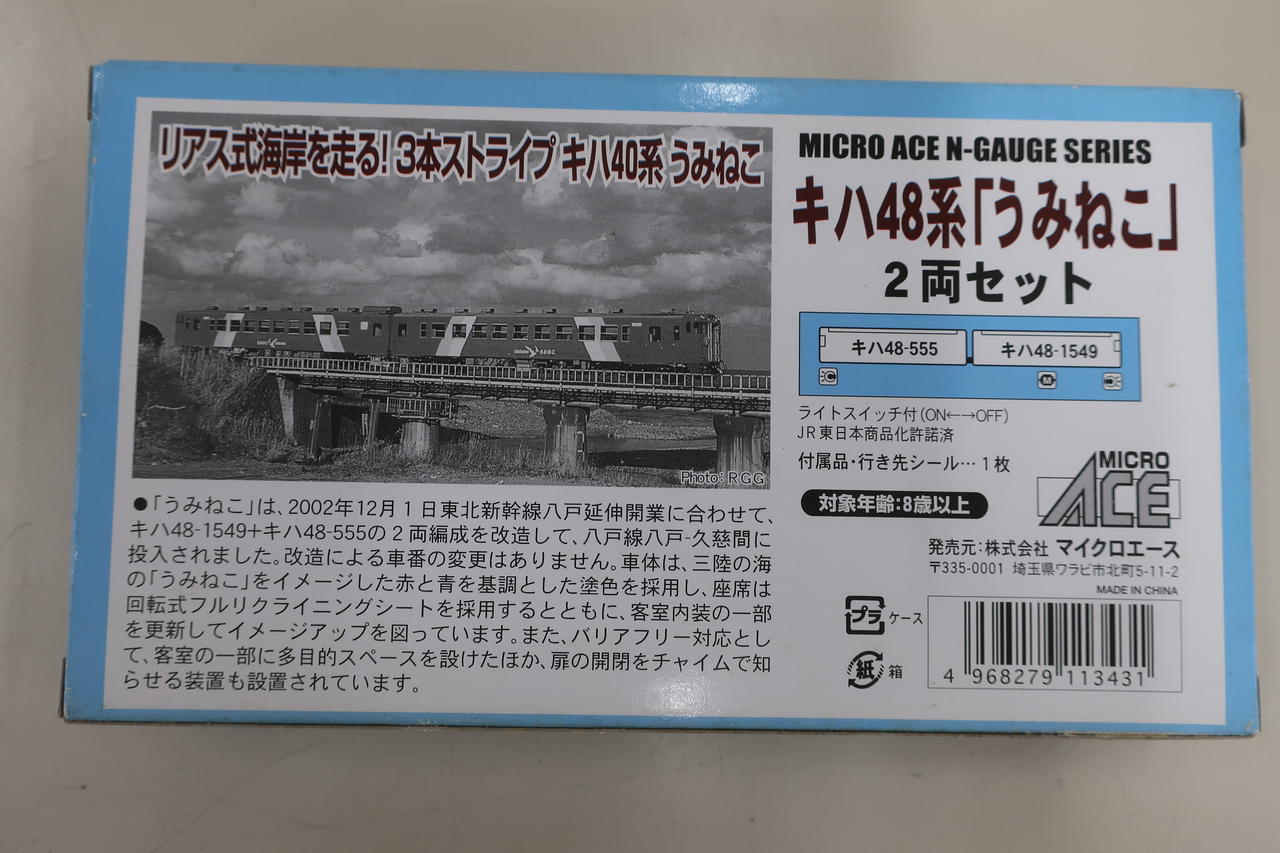 リアス式海岸を走る! 3本ストライプ キハ40系 うみねこ
Photo: RGG
●「うみねこ」は、2002年12月1日東北新幹線八戸延伸開業に合わせて、
キハ48-1549+キハ48-555の2両編成を改造して、八戸線八戸-久慈間に
投入されました。改造による車番の変更はありません。車体は、三陸の海
の「うみねこ」をイメージした赤と青を基調とした塗色を採用し、座席は
回転式フルリクライニングシートを採用するとともに、客室内装の一部
を更新してイメージアップを図っています。また、バリアフリー対応とし
て、客室の一部に多目的スペースを設けたほか、扉の開閉をチャイムで知
らせる装置も設置されています。
MICRO ACE N-GAUGE SERIES
キハ48系「うみねこ」
2両セット
キハ48-555 キハ48-1549
M
ライトスイッチ付(ON←→OFF)
JR東日本商品化許諾済
付属品・行き先シール…1枚
対象年齢:8歳以上
MICRO
ACE
発売元:株式会社 マイクロエース
〒335-0001 埼玉県ワラビ市北町5-11-2
MADE IN CHINA
プラ ケース
紙 箱
4 968279 113431